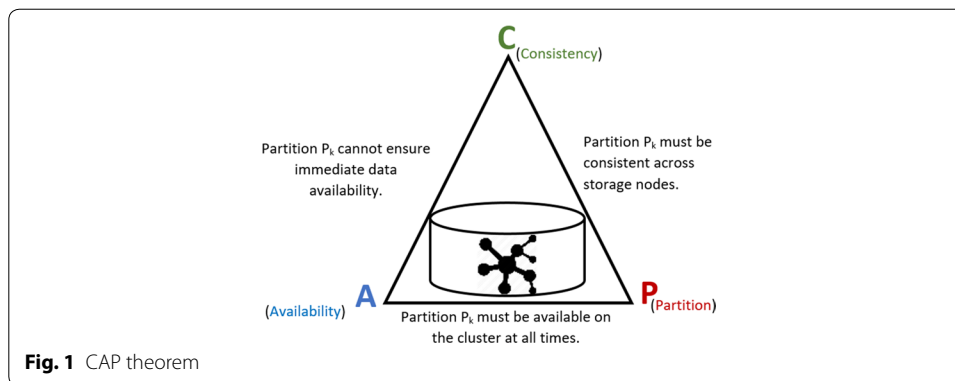 C
(Consistency)
Partition Pk cannot ensure
immediate data
availability.
Partition Pk must be
consistent across
storage nodes.
A
(Availability)
P
(Partition)
Partition Pk must be available on
the cluster at all times.
Fig. 1 CAP theorem